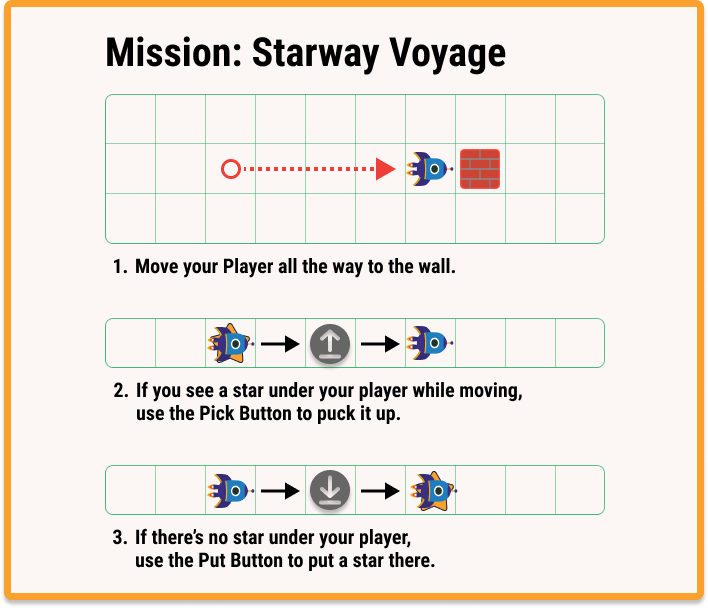 Mission: Starway Voyage
1. Move your Player all the way to the wall.
2. If you see a star under your player while moving,
use the Pick Button to puck it up.
3. If there's no star under your player,
use the Put Button to put a star there.